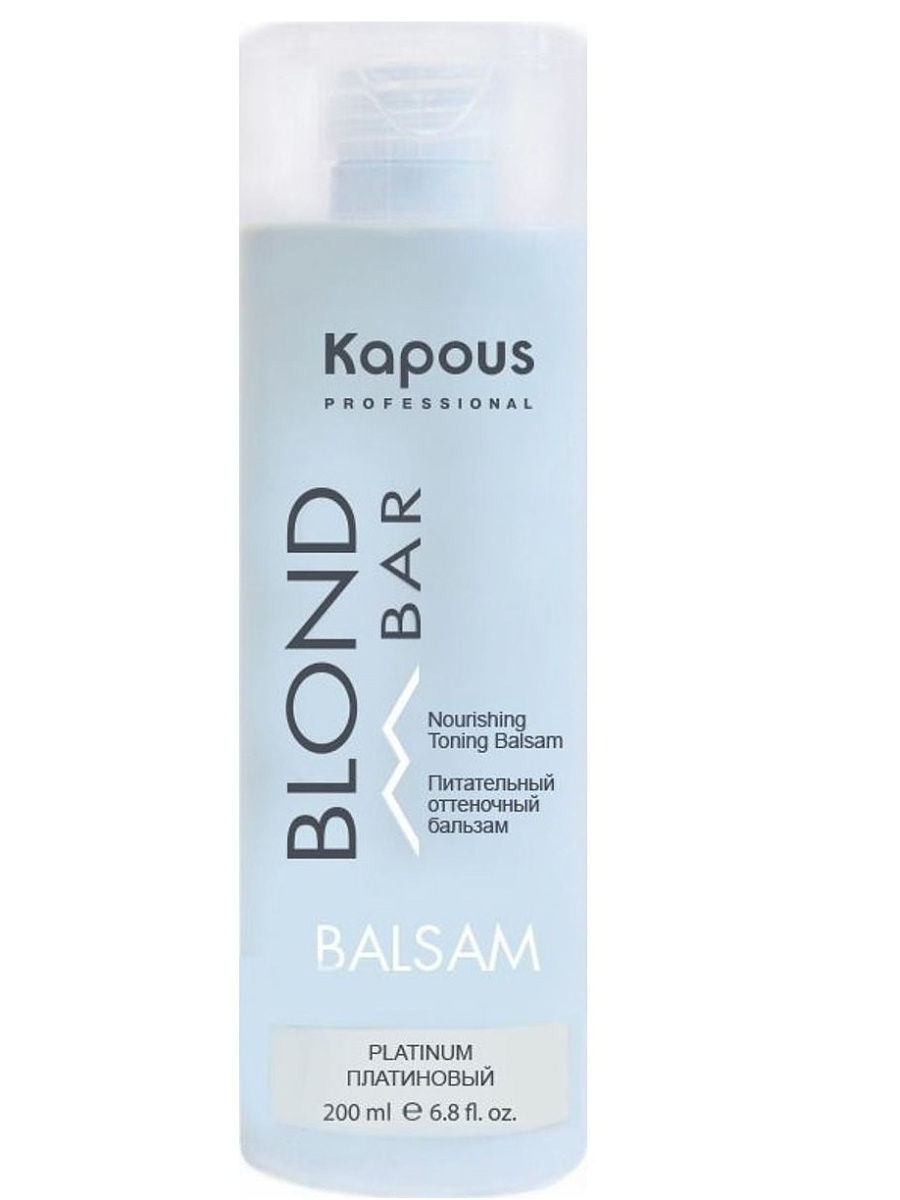 Kapous
PROFESSIONAL
BLOND
BAR
Nourishing
Toning Balsam
Питательный
оттеночный
бальзам
BALSAM
PLATINUM
ПЛАТИНОВЫЙ
200 ml ℮ 6.8 fl. oz.